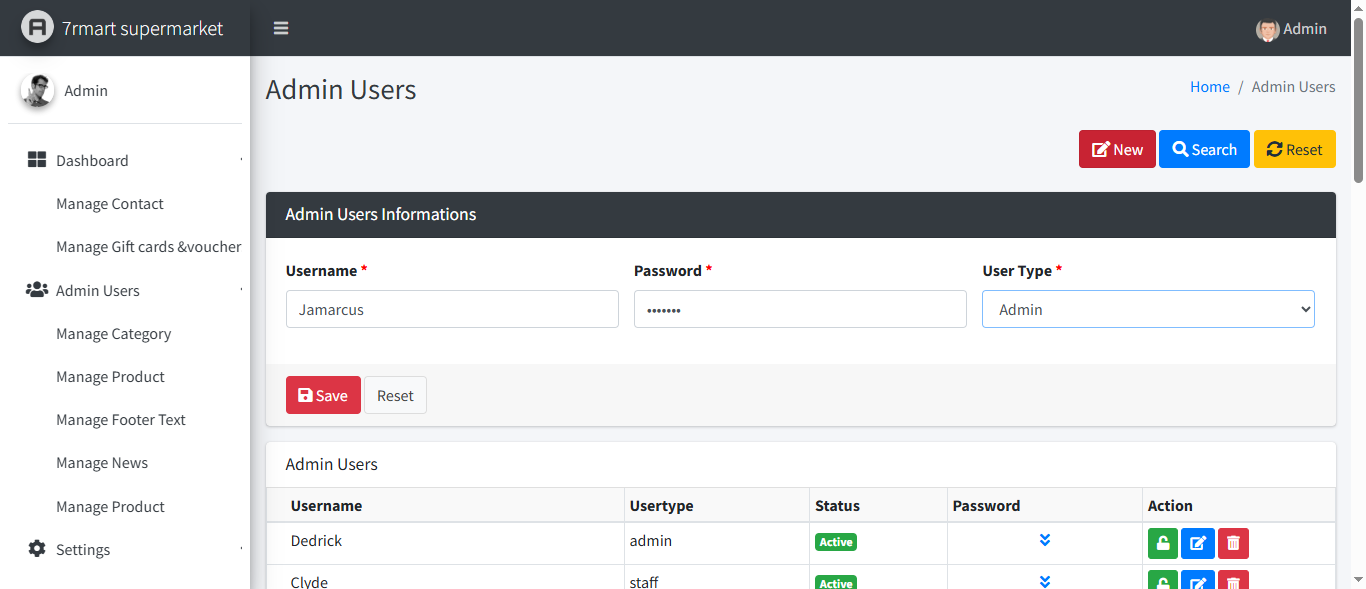 7rmart supermarket
Admin
Admin
Admin Users
Home / Admin Users
Dashboard
Manage Contact
Manage Gift cards &voucher
Admin Users
Manage Category
Manage Product
Manage Footer Text
Manage News
Manage Product
Settings
New Search Reset
Admin Users Informations
Username * Password * User Type *
Jamarcus ••••••• Admin
Save Reset
Admin Users
Username Usertype Status Password Action
Dedrick admin Active
Clyde staff Active